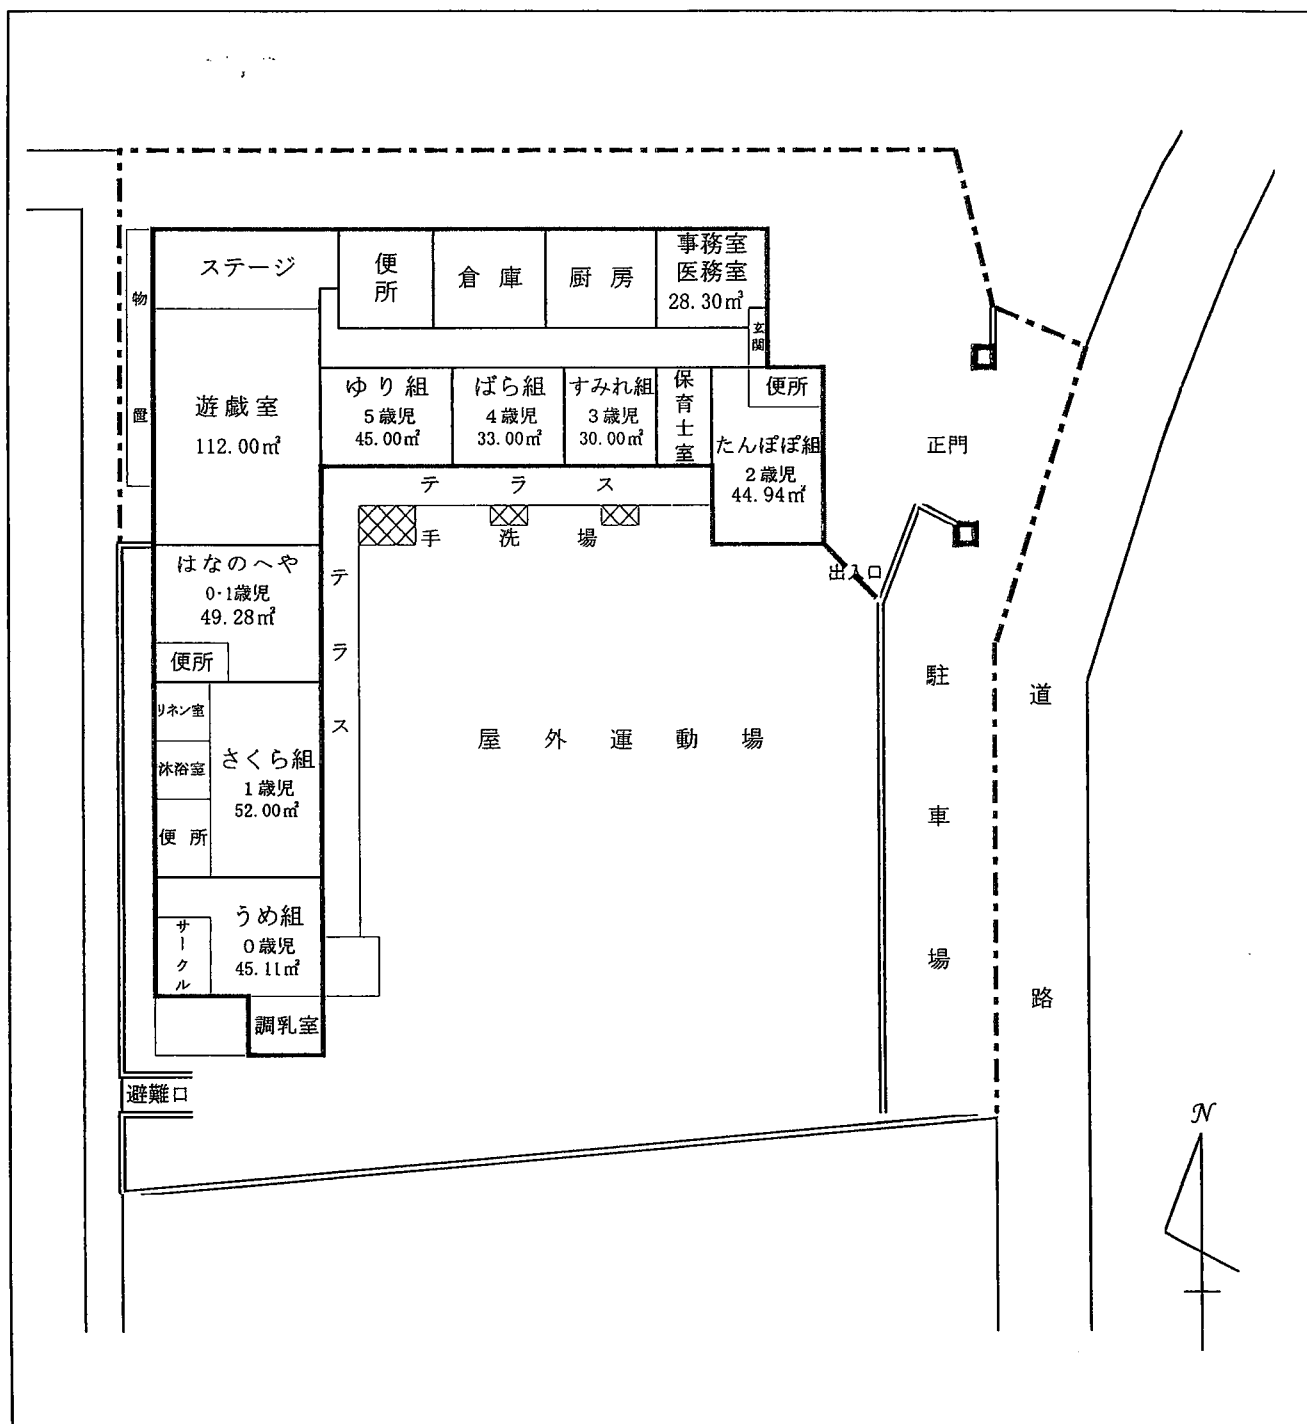 ステージ
便所
倉庫
厨房
事務室
医務室
28.30㎡
物置
玄関
遊戯室
112.00㎡
ゆり組
5歳児
45.00㎡
ばら組
4歳児
33.00㎡
すみれ組
3歳児
30.00㎡
保育士室
便所
たんぽぽ組
2歳児
44.94㎡
正門
テラス
手洗場
出入口
はなのへや
0·1歳児
49.28㎡
便所
テラス
リネン室
沐浴室
便所
さくら組
1歳児
52.00㎡
屋外運動場
駐車場
道路
うめ組
0歳児
45.11㎡
サークル
調乳室
避難口
N